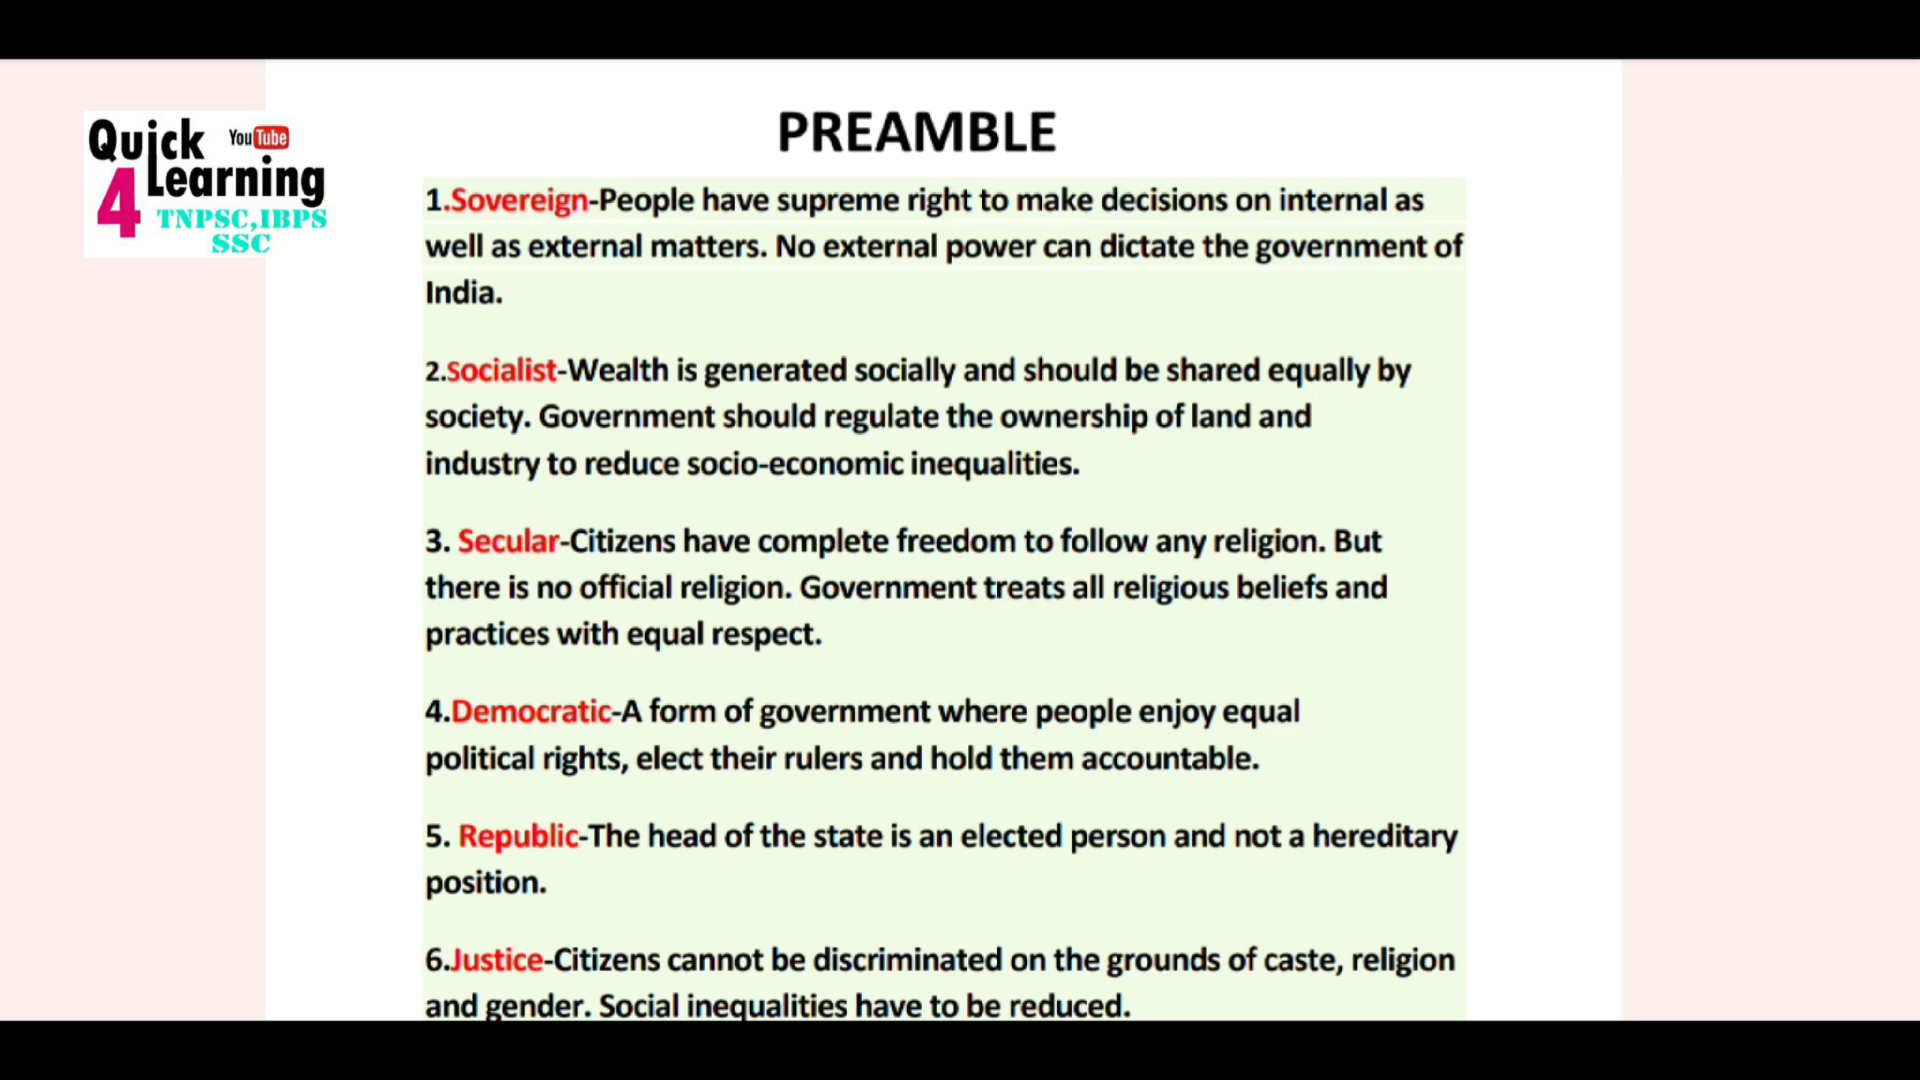 PREAMBLE
Quick YouTube
Learning
4 TNPSC,IBPS
SSC
1.Sovereign-People have supreme right to make decisions on internal as
well as external matters. No external power can dictate the government of
India.
2.Socialist-Wealth is generated socially and should be shared equally by
society. Government should regulate the ownership of land and
industry to reduce socio-economic inequalities.
3. Secular-Citizens have complete freedom to follow any religion. But
there is no official religion. Government treats all religious beliefs and
practices with equal respect.
4.Democratic-A form of government where people enjoy equal
political rights, elect their rulers and hold them accountable.
5. Republic-The head of the state is an elected person and not a hereditary
position.
6.Justice-Citizens cannot be discriminated on the grounds of caste, religion
and gender. Social inequalities have to be reduced.